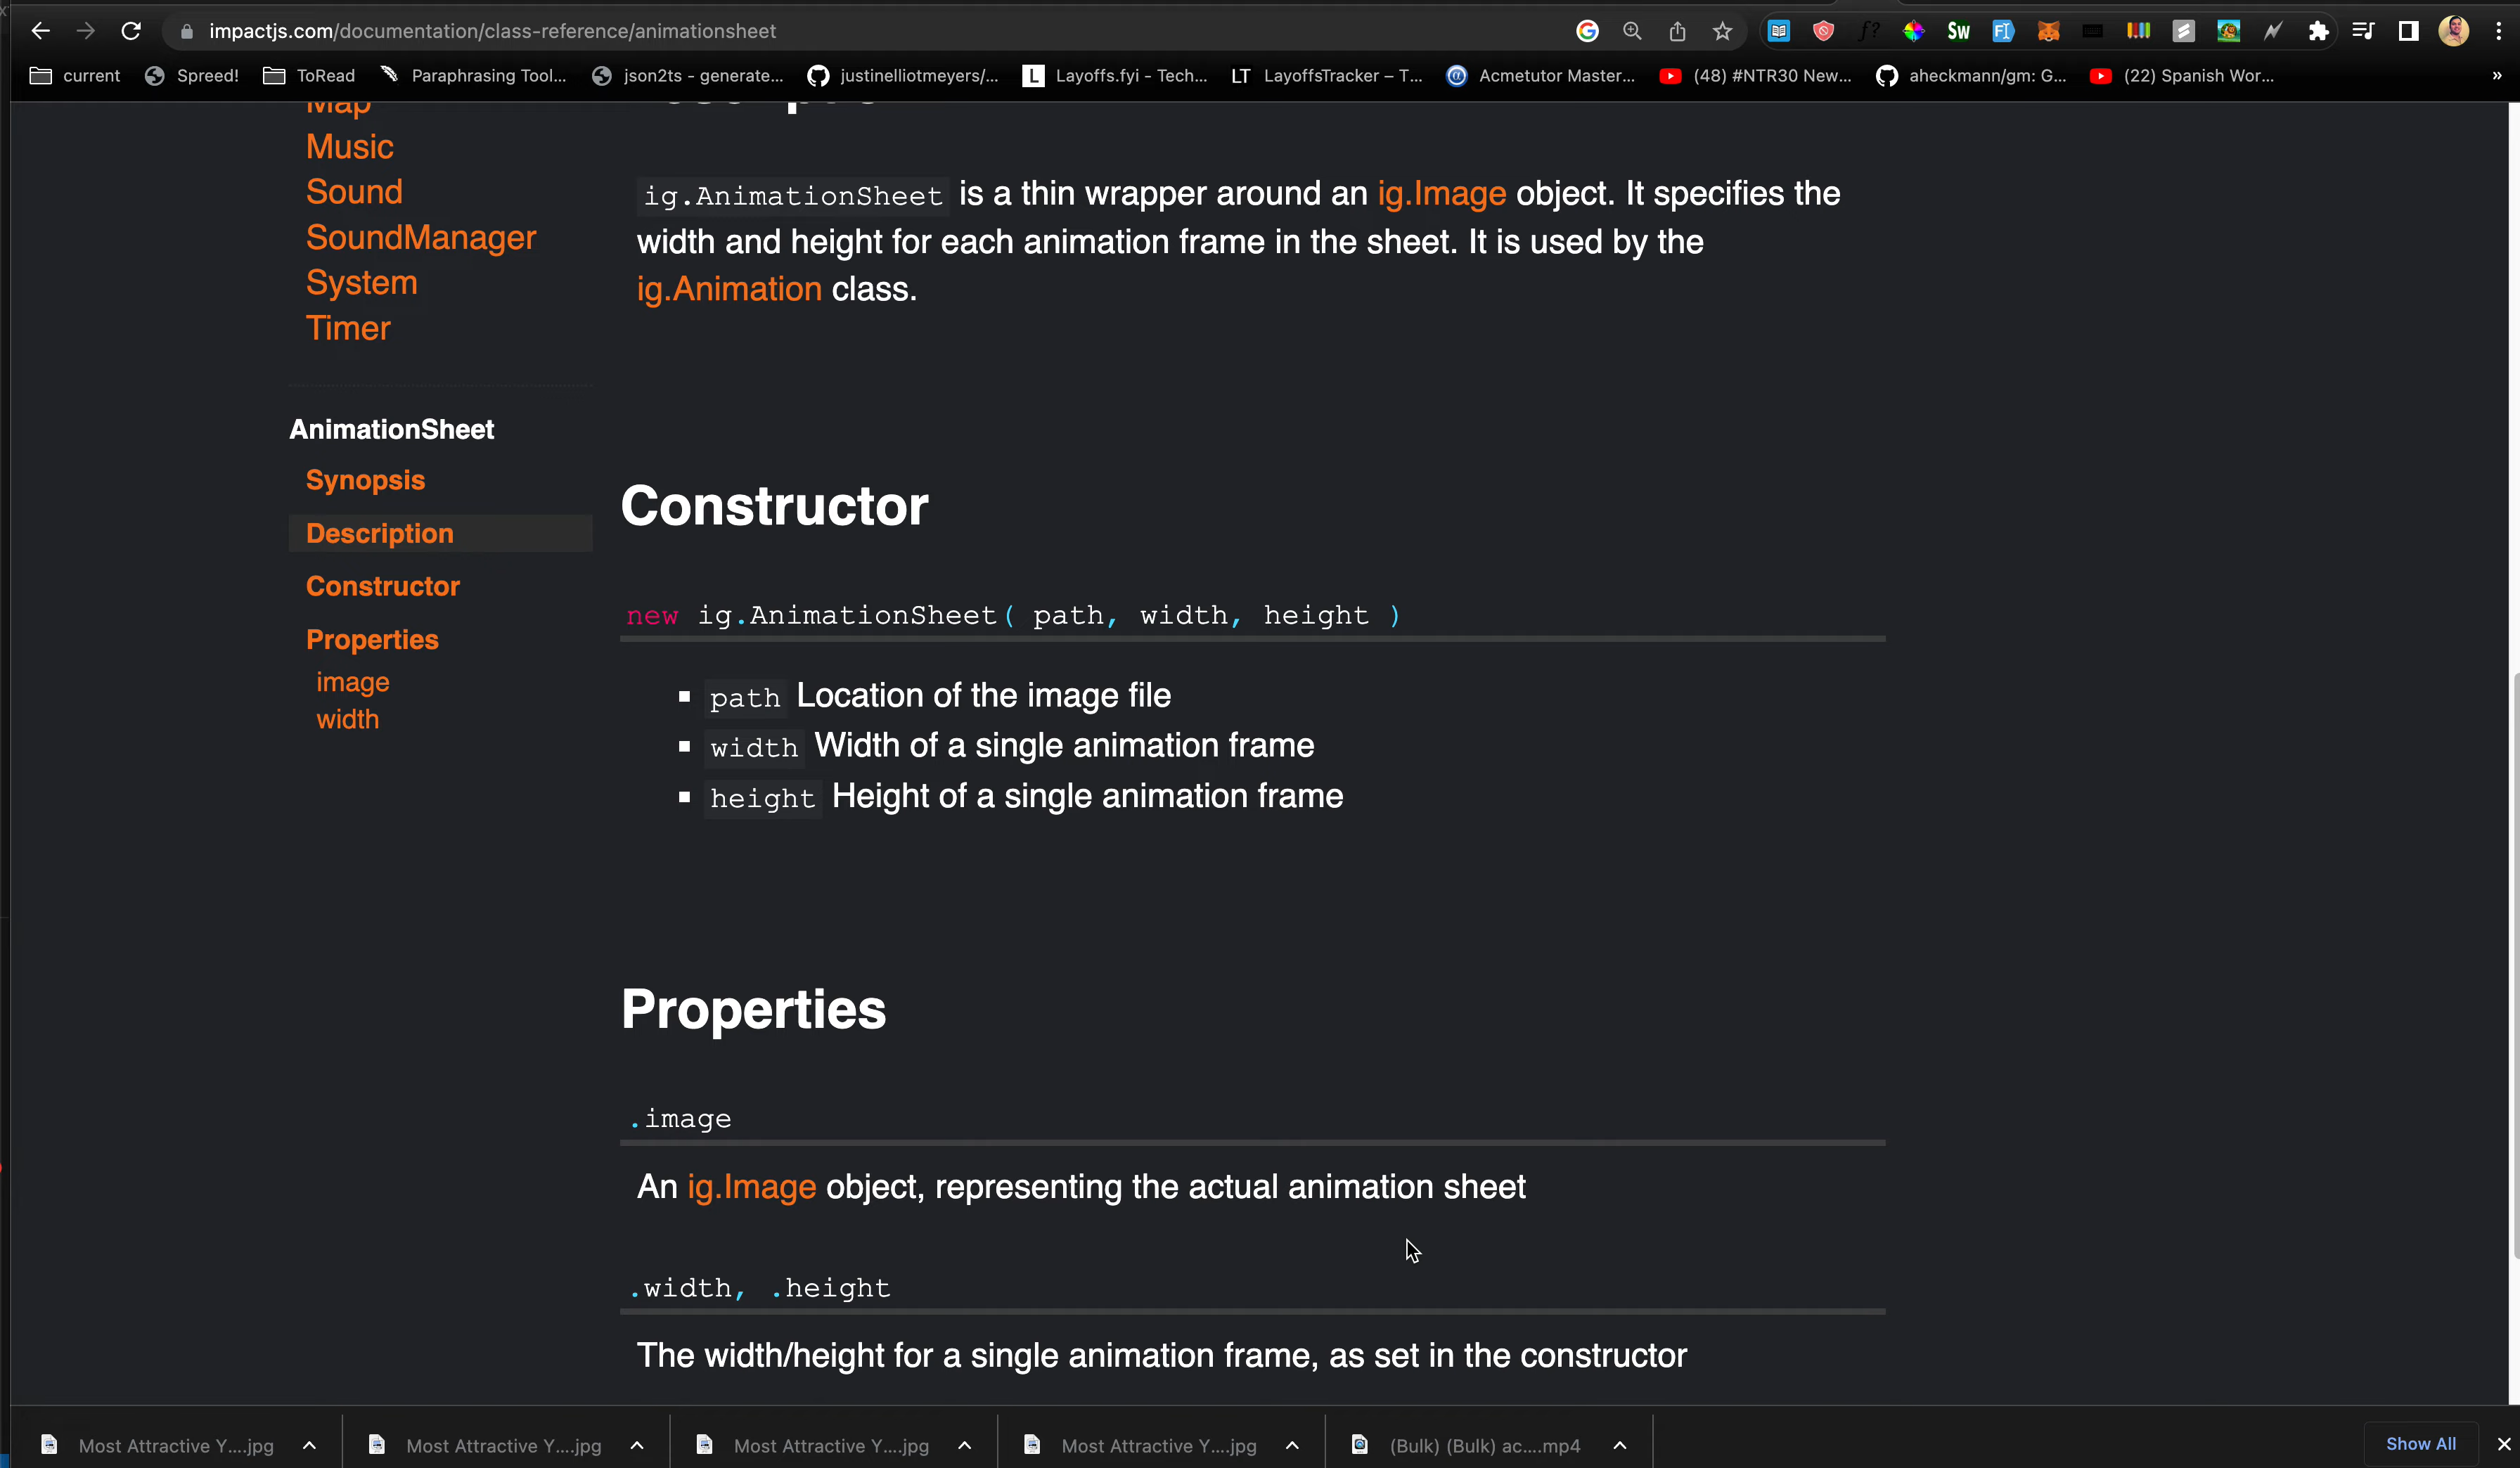 impactjs.com/documentation/class-reference/animationsheet
current Spreed! ToRead Paraphrasing Tool... json2ts - generate... justinelliotmeyers/... Layoffs.fyi - Tech... LayoffsTracker – T... Acmetutor Master... (48) #NTR30 New... aheckmann/gm: G... (22) Spanish Wor... »
Map
Music
Sound
SoundManager
System
Timer
AnimationSheet
Synopsis
Description
Constructor
Properties
image
width
ig.AnimationSheet is a thin wrapper around an ig.Image object. It specifies the
width and height for each animation frame in the sheet. It is used by the
ig.Animation class.
Constructor
new ig.AnimationSheet( path, width, height )
path Location of the image file
width Width of a single animation frame
height Height of a single animation frame
Properties
.image
An ig.Image object, representing the actual animation sheet
.width, .height
The width/height for a single animation frame, as set in the constructor
Most Attractive Y....jpg Most Attractive Y....jpg Most Attractive Y....jpg Most Attractive Y....jpg (Bulk) (Bulk) ac....mp4 Show All